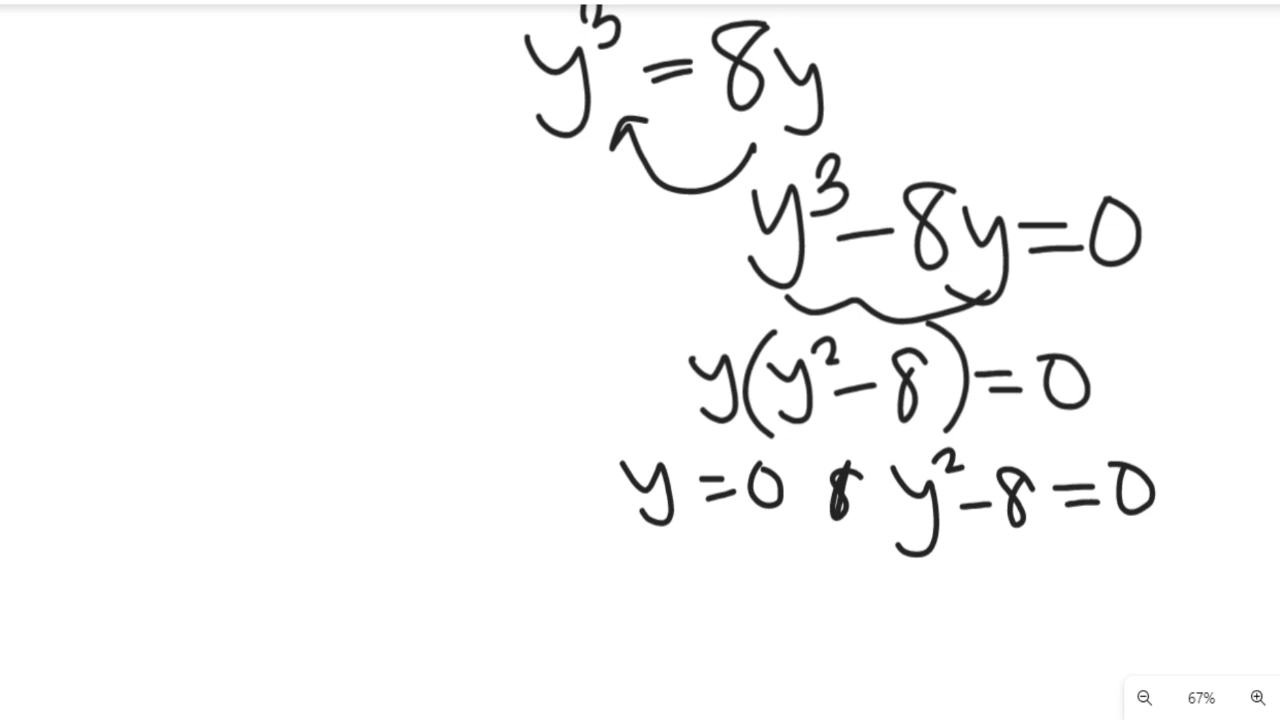 y³ = 8y
y³ - 8y = 0
y(y² - 8) = 0
y = 0 y² - 8 = 0
67%